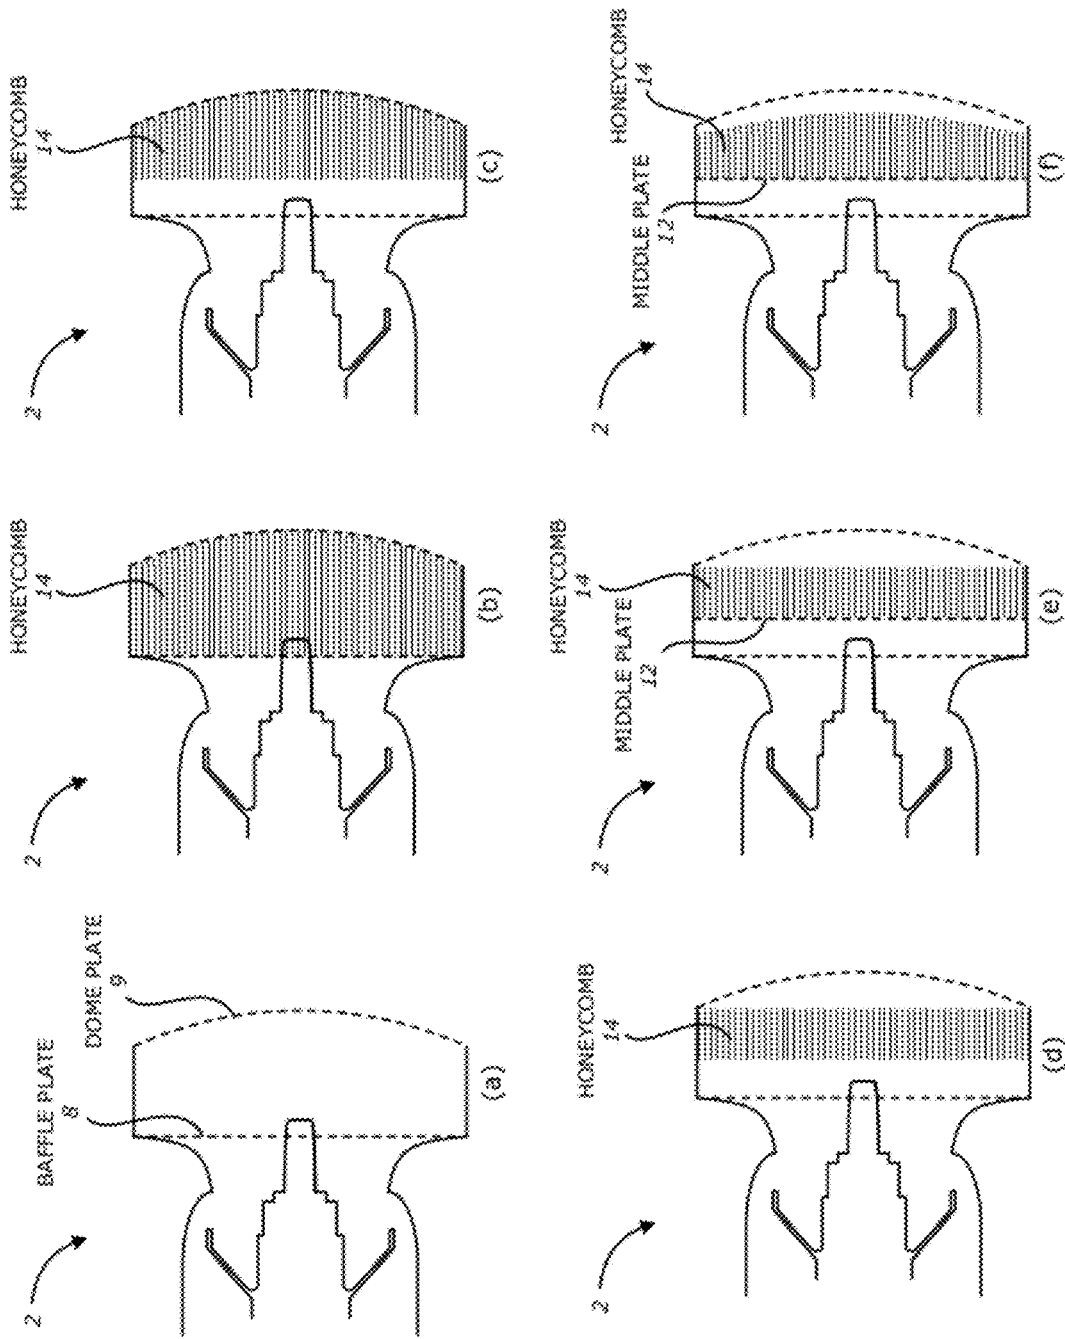 2
BAFFLE PLATE
8
DOME PLATE
9
(a)
2
HONEYCOMB
14
(b)
2
HONEYCOMB
14
(c)
2
HONEYCOMB
14
(d)
2
MIDDLE PLATE
12
HONEYCOMB
14
(e)
2
MIDDLE PLATE
12
HONEYCOMB
14
(f)